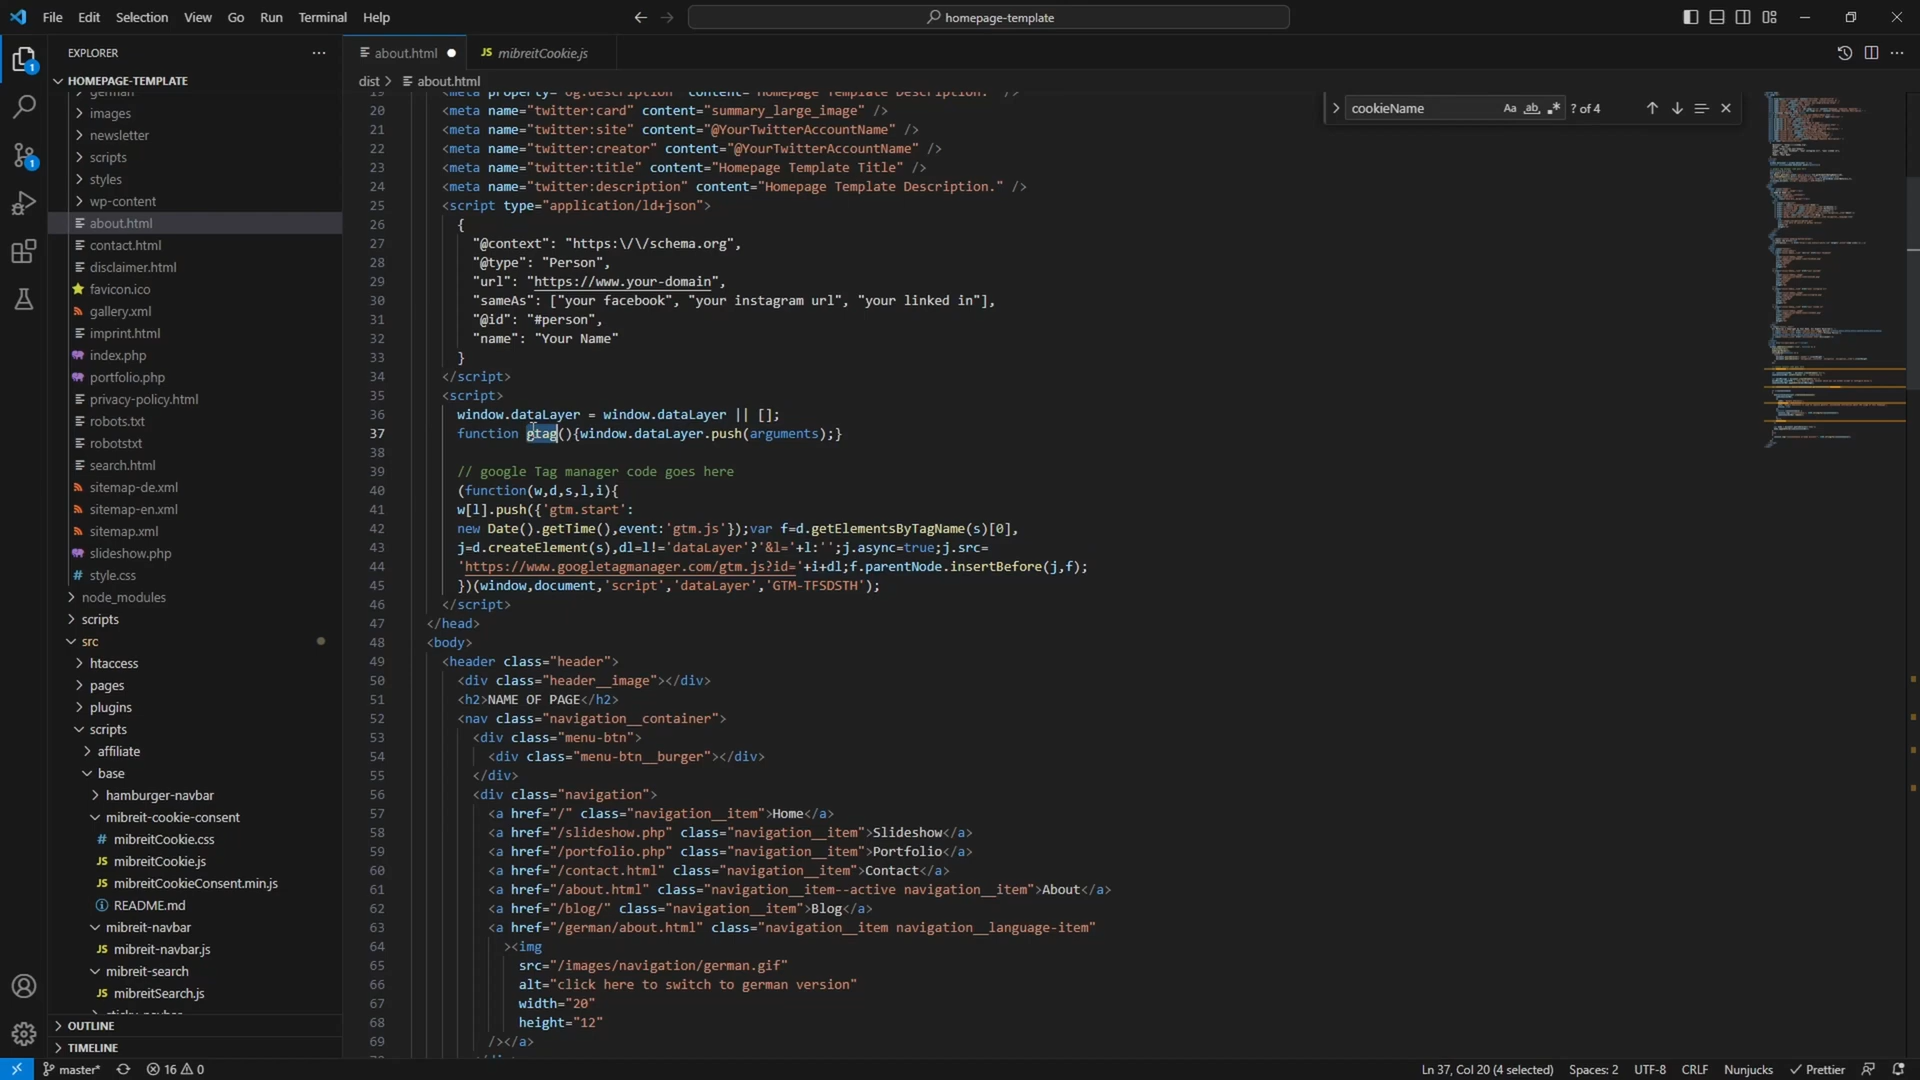 File Edit Selection View Go Run Terminal Help
homepage-template
EXPLORER
HOMEPAGE-TEMPLATE
german
images
newsletter
scripts
styles
wp-content
about.html
contact.html
disclaimer.html
favicon.ico
gallery.xml
imprint.html
index.php
portfolio.php
privacy-policy.html
robots.txt
robotstxt
search.html
sitemap-de.xml
sitemap-en.xml
sitemap.xml
slideshow.php
style.css
node_modules
scripts
src
htaccess
pages
plugins
scripts
affiliate
base
hamburger-navbar
mibreit-cookie-consent
mibreitCookie.css
mibreitCookie.js
mibreitCookieConsent.min.js
README.md
mibreit-navbar
mibreit-navbar.js
mibreit-search
mibreitSearch.js
sticky-navbar
OUTLINE
TIMELINE
about.html
JS mibreitCookie.js
dist > about.html
cookieName Aa ab .* ? of 4
19 <meta property="og:description" content="Homepage Template Description." />
20 <meta name="twitter:card" content="summary_large_image" />
21 <meta name="twitter:site" content="@YourTwitterAccountName" />
22 <meta name="twitter:creator" content="@YourTwitterAccountName" />
23 <meta name="twitter:title" content="Homepage Template Title" />
24 <meta name="twitter:description" content="Homepage Template Description." />
25 <script type="application/ld+json">
26 {
27 "@context": "https:\/\/schema.org",
28 "@type": "Person",
29 "url": "https://www.your-domain",
30 "sameAs": ["your facebook", "your instagram url", "your linked in"],
31 "@id": "#person",
32 "name": "Your Name"
33 }
34 </script>
35 <script>
36 window.dataLayer = window.dataLayer || [];
37 function gtag(){window.dataLayer.push(arguments);}
38
39 // google Tag manager code goes here
40 (function(w,d,s,l,i){
41 w[l].push({'gtm.start':
42 new Date().getTime(),event:'gtm.js'});var f=d.getElementsByTagName(s)[0],
43 j=d.createElement(s),dl=l!='dataLayer'?'&l='+l:'';j.async=true;j.src=
44 'https://www.googletagmanager.com/gtm.js?id='+i+dl;f.parentNode.insertBefore(j,f);
45 })(window,document,'script','dataLayer','GTM-TFSDSTH');
46 </script>
47 </head>
48 <body>
49 <header class="header">
50 <div class="header__image"></div>
51 <h2>NAME OF PAGE</h2>
52 <nav class="navigation__container">
53 <div class="menu-btn">
54 <div class="menu-btn__burger"></div>
55 </div>
56 <div class="navigation">
57 <a href="/" class="navigation__item">Home</a>
58 <a href="/slideshow.php" class="navigation__item">Slideshow</a>
59 <a href="/portfolio.php" class="navigation__item">Portfolio</a>
60 <a href="/contact.html" class="navigation__item">Contact</a>
61 <a href="/about.html" class="navigation__item--active navigation__item">About</a>
62 <a href="/blog/" class="navigation__item">Blog</a>
63 <a href="/german/about.html" class="navigation__item navigation__language-item"
64 ><img
65 src="/images/navigation/german.gif"
66 alt="click here to switch to german version"
67 width="20"
68 height="12"
69 /></a>
master* 16 0
Ln 37, Col 20 (4 selected) Spaces: 2 UTF-8 CRLF Nunjucks Prettier